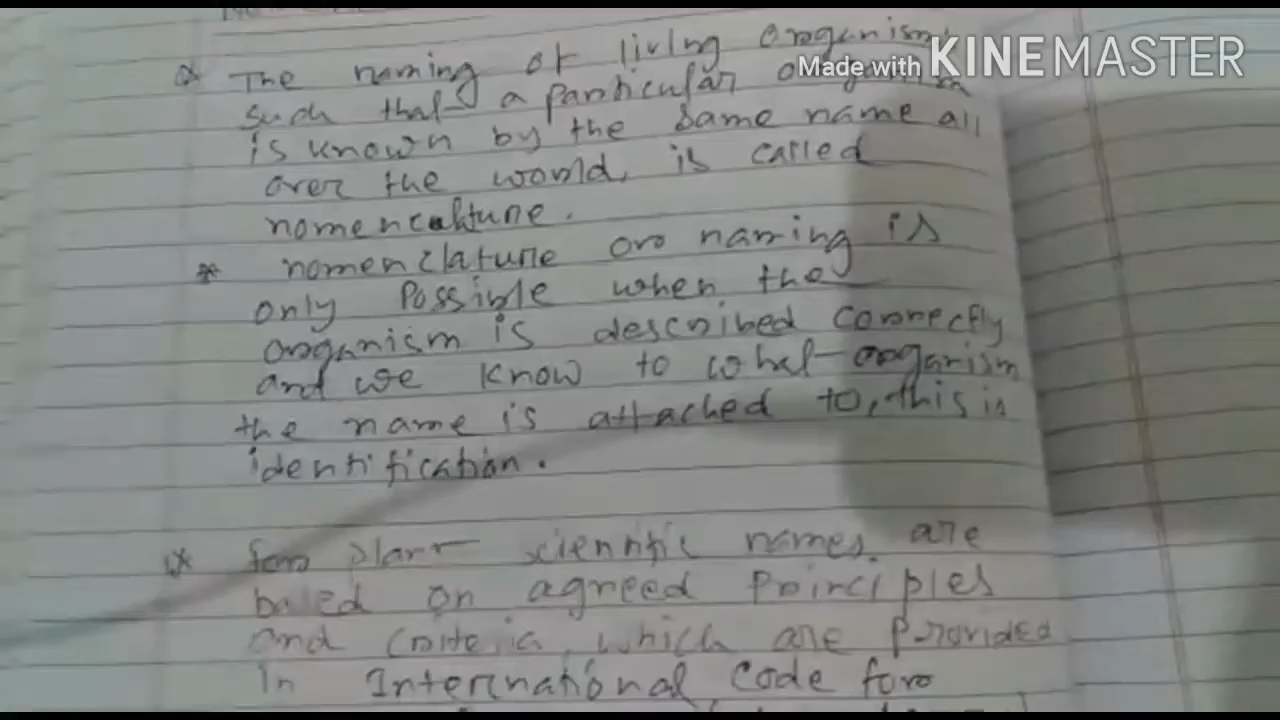 The naming of living organisms
Made with KINEMASTER
such that a particular organism
is known by the same name all
over the world, is called
nomenclature.
* nomenclature or naming is
only possible when the
organism is described correctly
and we know to what organism
the name is attached to, this is
identification.
* for plant scientific names are
based on agreed principles
and criteria, which are provided
in International Code for